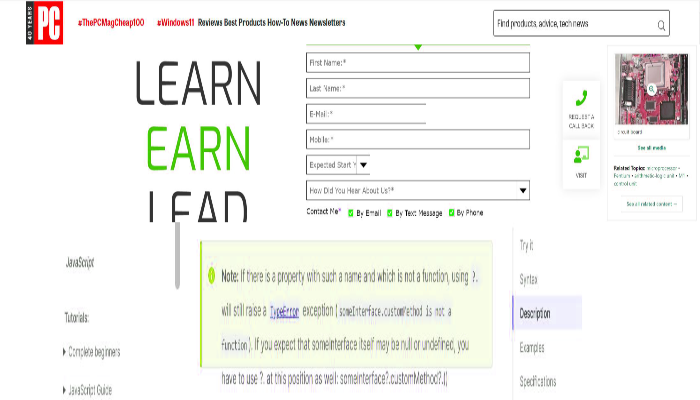 40 YEARS
PC
#ThePCMagCheap100 #Windows11 Reviews Best Products How-To News Newsletters
Find products, advice, tech news
LEARN
EARN
LEAD
First Name:*
Last Name:*
E-Mail:*
Mobile:*
Expected Start
How Did You Hear About Us?*
Contact Me* By Email By Text Message By Phone
REQUEST A
CALL BACK
VISIT
circuit board
See all media
Related Topics: microprocessor •
Pentium • arithmetic-logic unit • M1 •
control unit
See all related content →
JavaScript
Tutorials:
Complete beginners
JavaScript Guide
Note: If there is a property with such a name and which is not a function, using ?.
will still raise a TypeError exception (someInterface.customMethod is not a
function). If you expect that someInterface itself may be null or undefined, you
have to use ?. at this position as well: someInterface?.customMethod?.()
Try it
Syntax
Description
Examples
Specifications